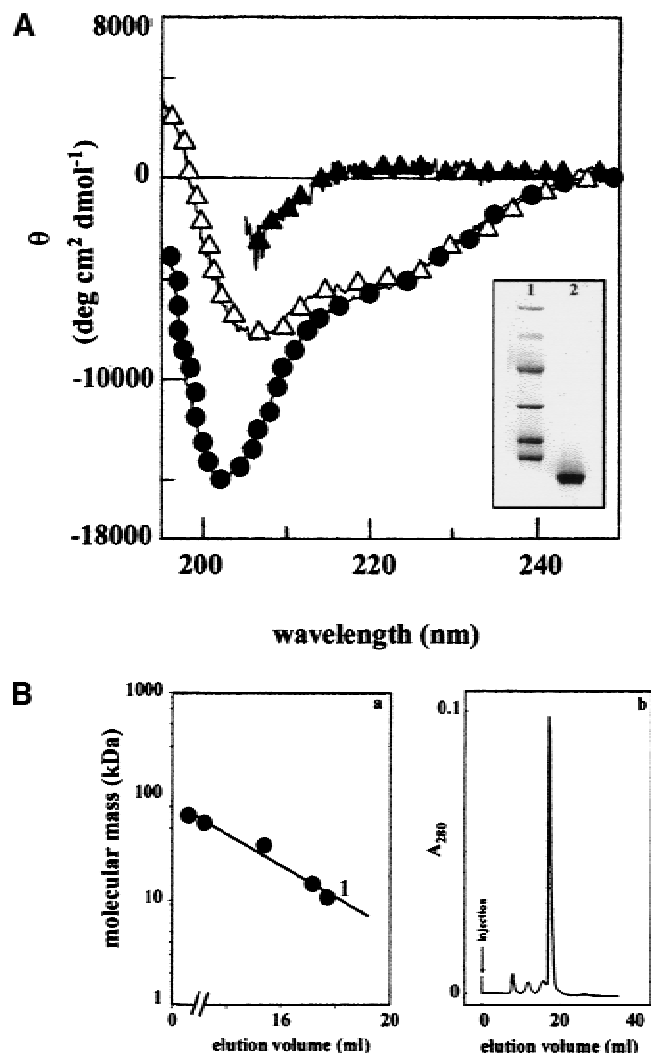 A
8000
0
-10000
-18000
θ
(deg cm² dmol⁻¹)
200
220
240
wavelength (nm)
1 2
B
a
1000
100
10
1
molecular mass (kDa)
1
0
16
20
elution volume (ml)
b
0.1
0
A₂₈₀
Injection
0
10
20
30
40
elution volume (ml)